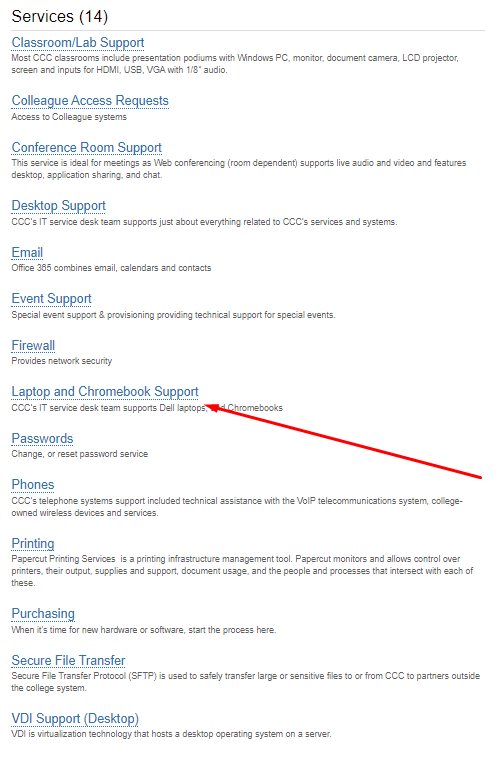 Services (14)
Classroom/Lab Support
Most CCC classrooms include presentation podiums with Windows PC, monitor, document camera, LCD projector,
screen and inputs for HDMI, USB, VGA with 1/8" audio.
Colleague Access Requests
Access to Colleague systems
Conference Room Support
This service is ideal for meetings as Web conferencing (room dependent) supports live audio and video and features
desktop, application sharing, and chat.
Desktop Support
CCC's IT service desk team supports just about everything related to CCC's services and systems.
Email
Office 365 combines email, calendars and contacts
Event Support
Special event support & provisioning providing technical support for special events.
Firewall
Provides network security
Laptop and Chromebook Support
CCC's IT service desk team supports Dell laptops, and Chromebooks
Passwords
Change, or reset password service
Phones
CCC's telephone systems support included technical assistance with the VoIP telecommunications system, college-
owned wireless devices and services.
Printing
Papercut Printing Services is a printing infrastructure management tool. Papercut monitors and allows control over
printers, their output, supplies and support, document usage, and the people and processes that intersect with each of
these.
Purchasing
When it's time for new hardware or software, start the process here.
Secure File Transfer
Secure File Transfer Protocol (SFTP) is used to safely transfer large or sensitive files to or from CCC to partners outside
the college system.
VDI Support (Desktop)
VDI is virtualization technology that hosts a desktop operating system on a server.